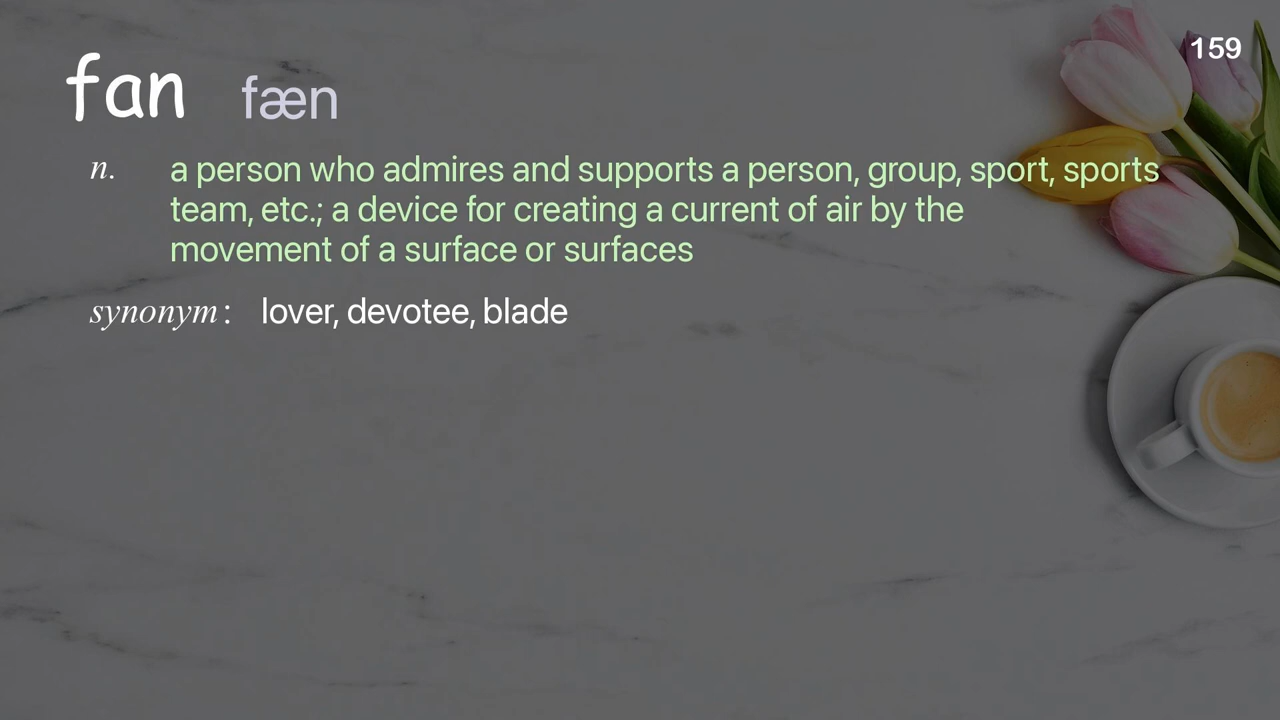 159
fan fæn
n. a person who admires and supports a person, group, sport, sports
team, etc.; a device for creating a current of air by the
movement of a surface or surfaces
synonym: lover, devotee, blade